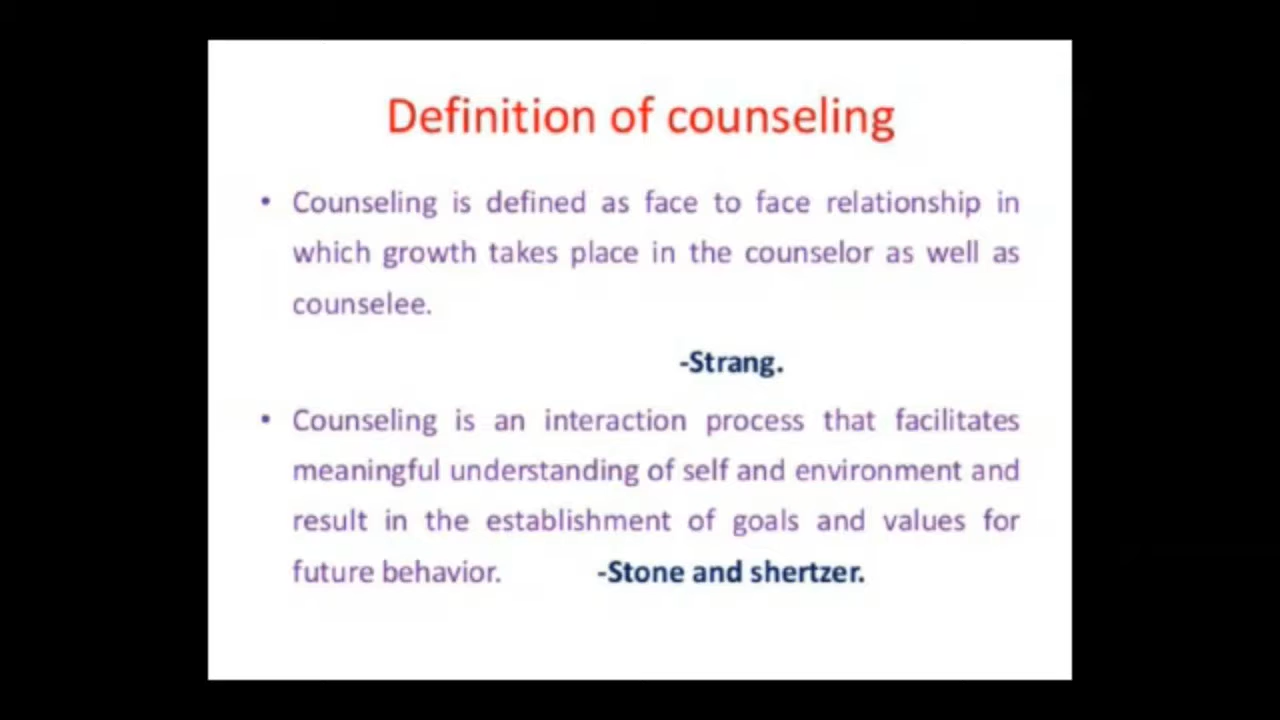 Definition of counseling
• Counseling is defined as face to face relationship in
which growth takes place in the counselor as well as
counselee.
-Strang.
• Counseling is an interaction process that facilitates
meaningful understanding of self and environment and
result in the establishment of goals and values for
future behavior. -Stone and shertzer.